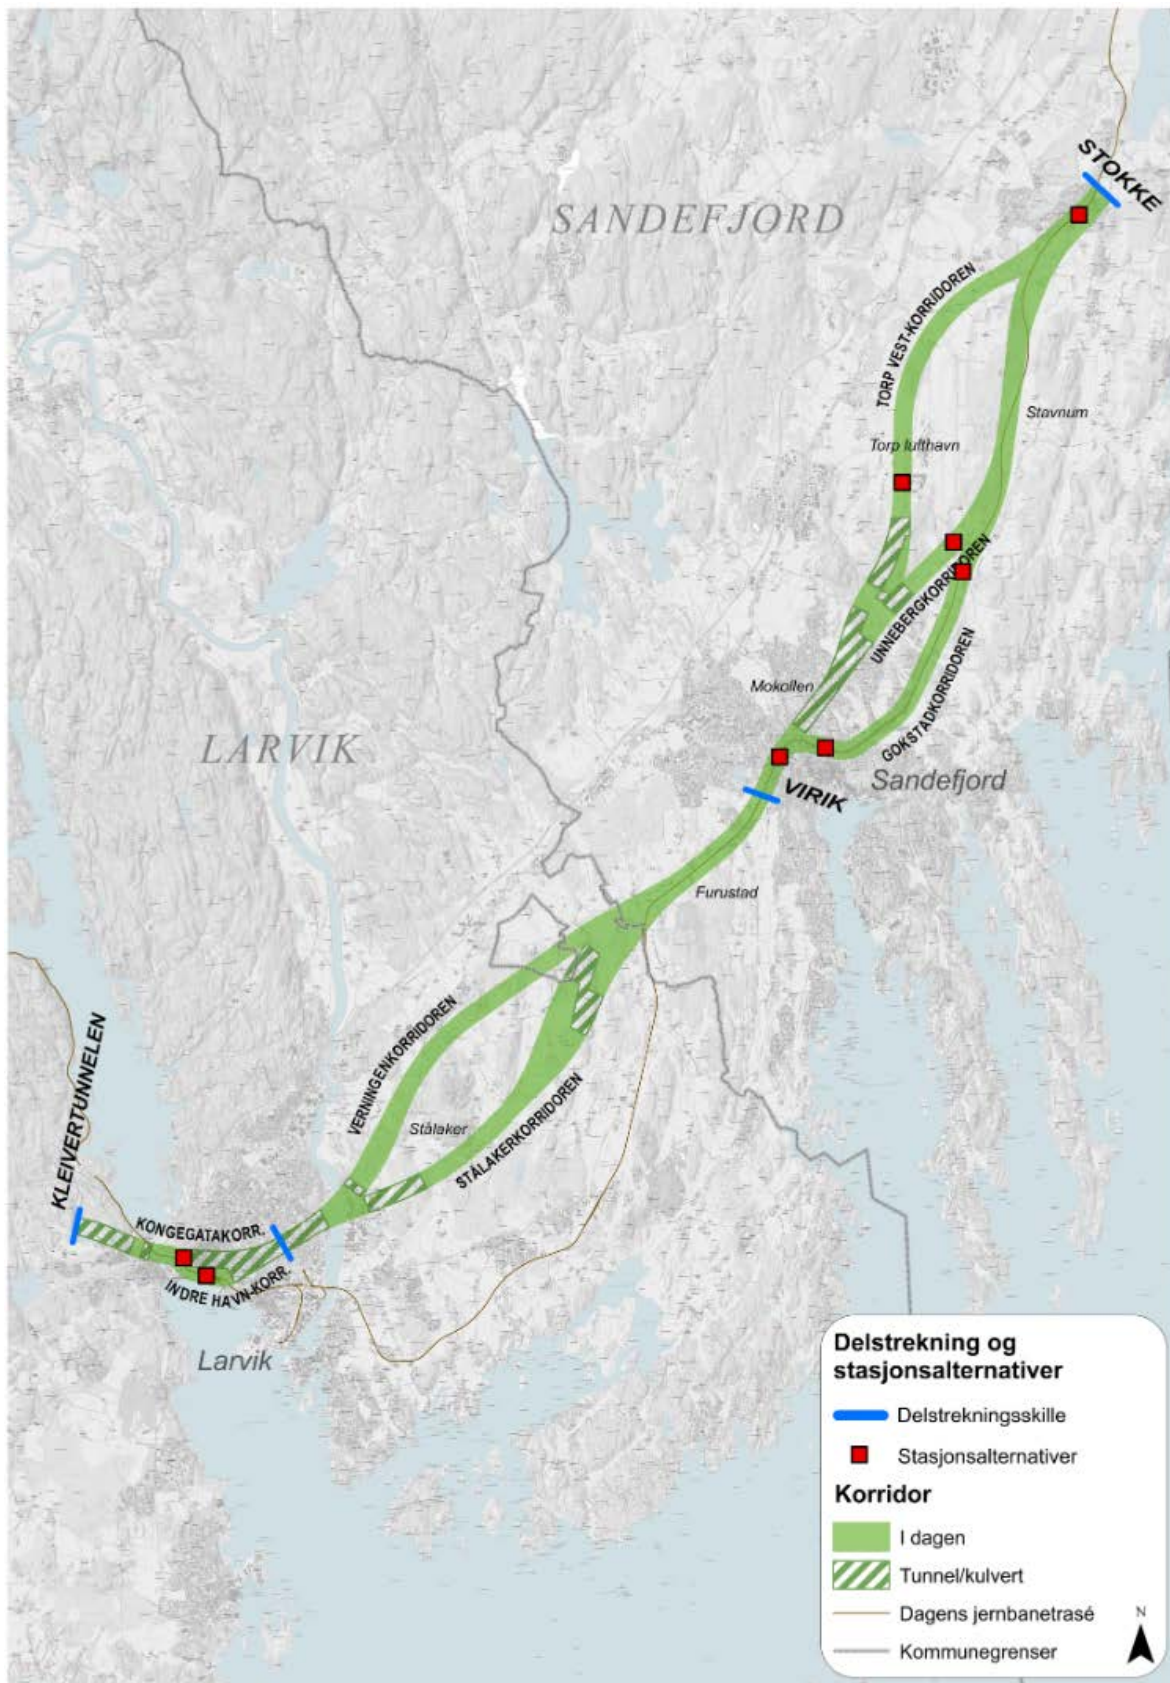 STOKKE
SANDEFJORD
TORP VEST-KORRIDOREN
Stavnum
Torp lufthavn
UNNEBERGKORRIDOREN
Mokollen
GOKSTADKORRIDOREN
LARVIK
VIRIK
Sandefjord
Furustad
VERNINGENKORRIDOREN
KLEIVERTUNNELEN
Stålaker
STÅLAKERKORRIDOREN
KONGEGATAKORR.
INDRE HAVN-KORR.
Larvik
Delstrekning og
stasjonsalternativer
Delstrekningsskille
Stasjonsalternativer
Korridor
I dagen
Tunnel/kulvert
Dagens jernbanetrasé
N
Kommunegrenser